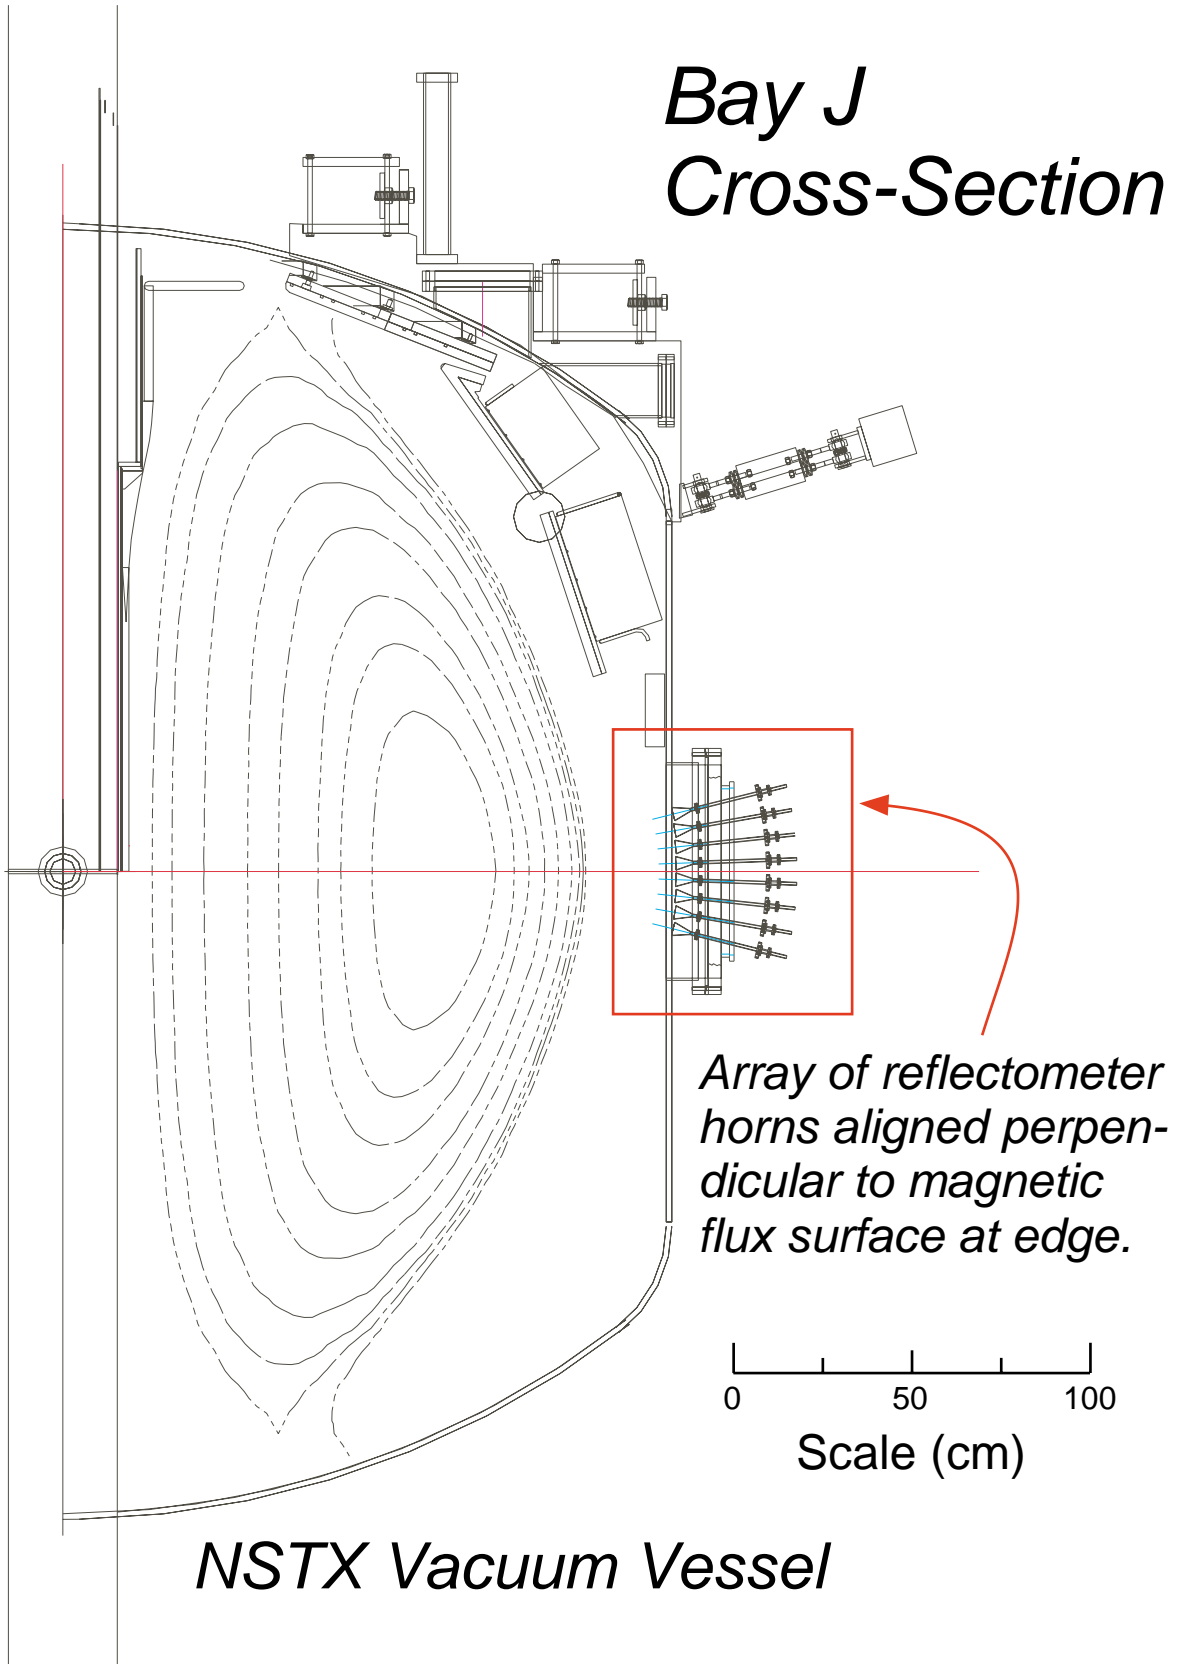 Bay J
Cross-Section
Array of reflectometer
horns aligned perpen-
dicular to magnetic
flux surface at edge.
0 50 100
Scale (cm)
NSTX Vacuum Vessel